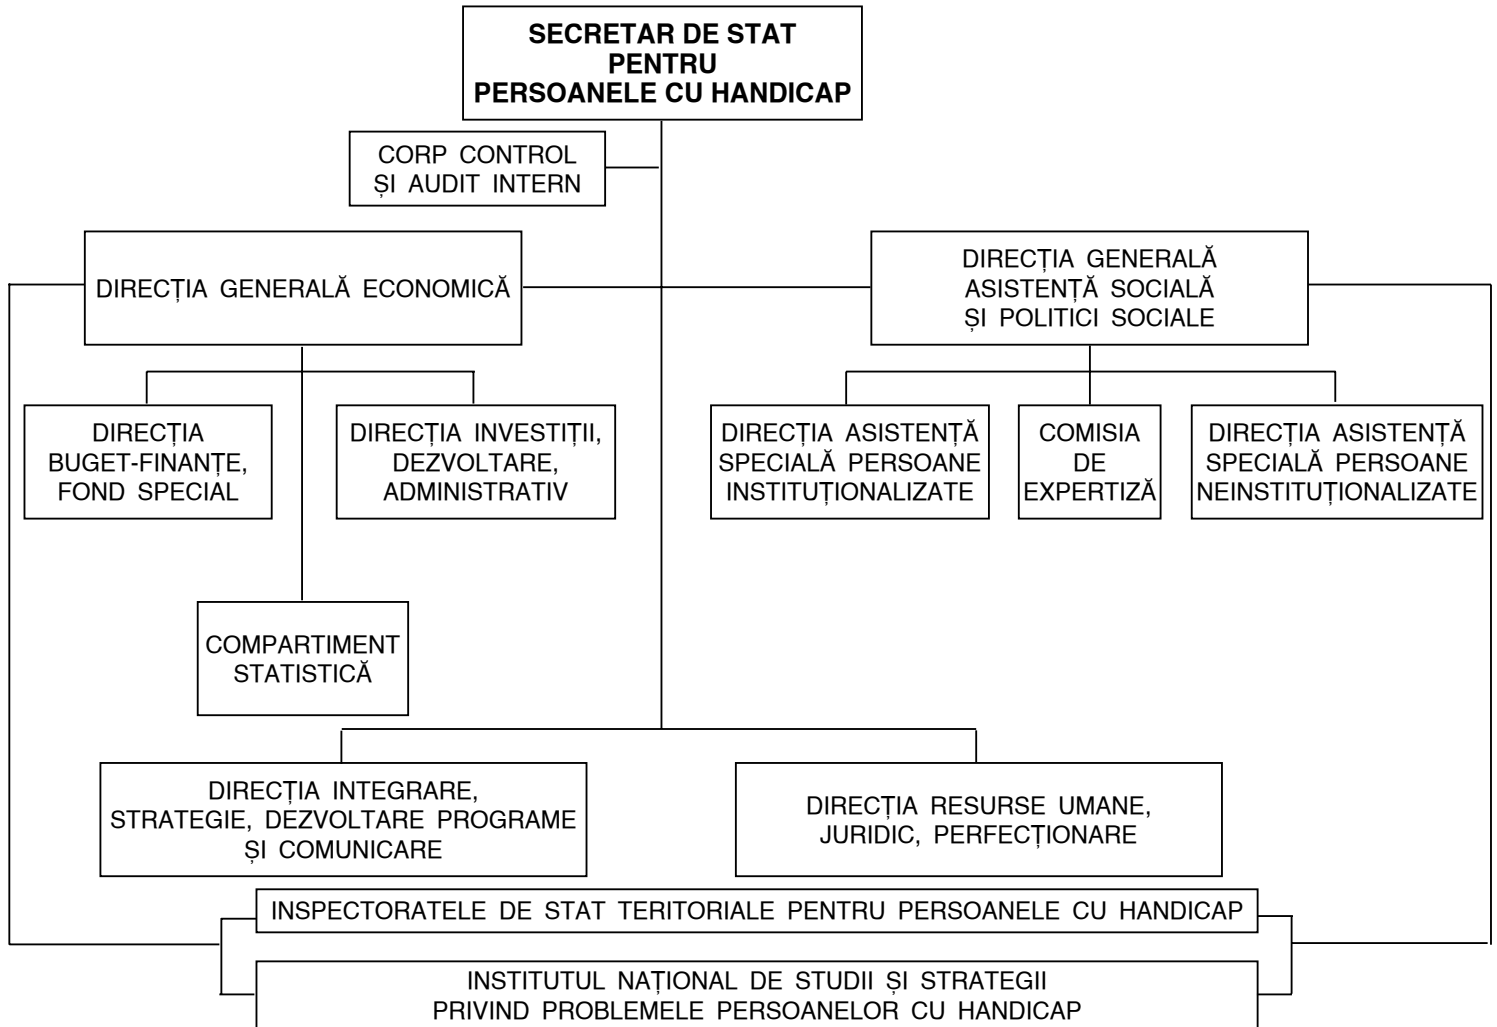 SECRETAR DE STAT
PENTRU
PERSOANELE CU HANDICAP
CORP CONTROL
ȘI AUDIT INTERN
DIRECȚIA GENERALĂ ECONOMICĂ
DIRECȚIA GENERALĂ
ASISTENȚĂ SOCIALĂ
ȘI POLITICI SOCIALE
DIRECȚIA
BUGET-FINANȚE,
FOND SPECIAL
DIRECȚIA INVESTIȚII,
DEZVOLTARE,
ADMINISTRATIV
DIRECȚIA ASISTENȚĂ
SPECIALĂ PERSOANE
INSTITUȚIONALIZATE
COMISIA
DE
EXPERTIZĂ
DIRECȚIA ASISTENȚĂ
SPECIALĂ PERSOANE
NEINSTITUȚIONALIZATE
COMPARTIMENT
STATISTICĂ
DIRECȚIA INTEGRARE,
STRATEGIE, DEZVOLTARE PROGRAME
ȘI COMUNICARE
DIRECȚIA RESURSE UMANE,
JURIDIC, PERFECȚIONARE
INSPECTORATELE DE STAT TERITORIALE PENTRU PERSOANELE CU HANDICAP
INSTITUTUL NAȚIONAL DE STUDII ȘI STRATEGII
PRIVIND PROBLEMELE PERSOANELOR CU HANDICAP